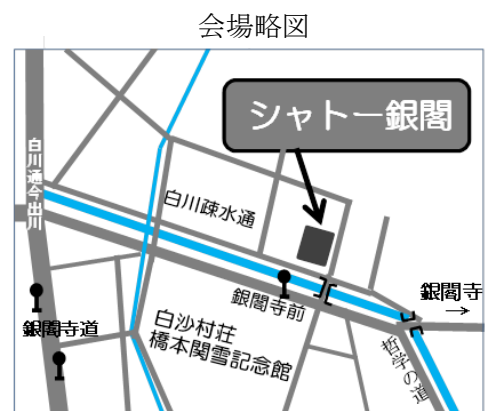 会場略図
シャトー銀閣
白川通今出川
白川疎水通
銀閣寺
→
銀閣寺前
銀閣寺道
白沙村荘
橋本関雪記念館
哲学の道